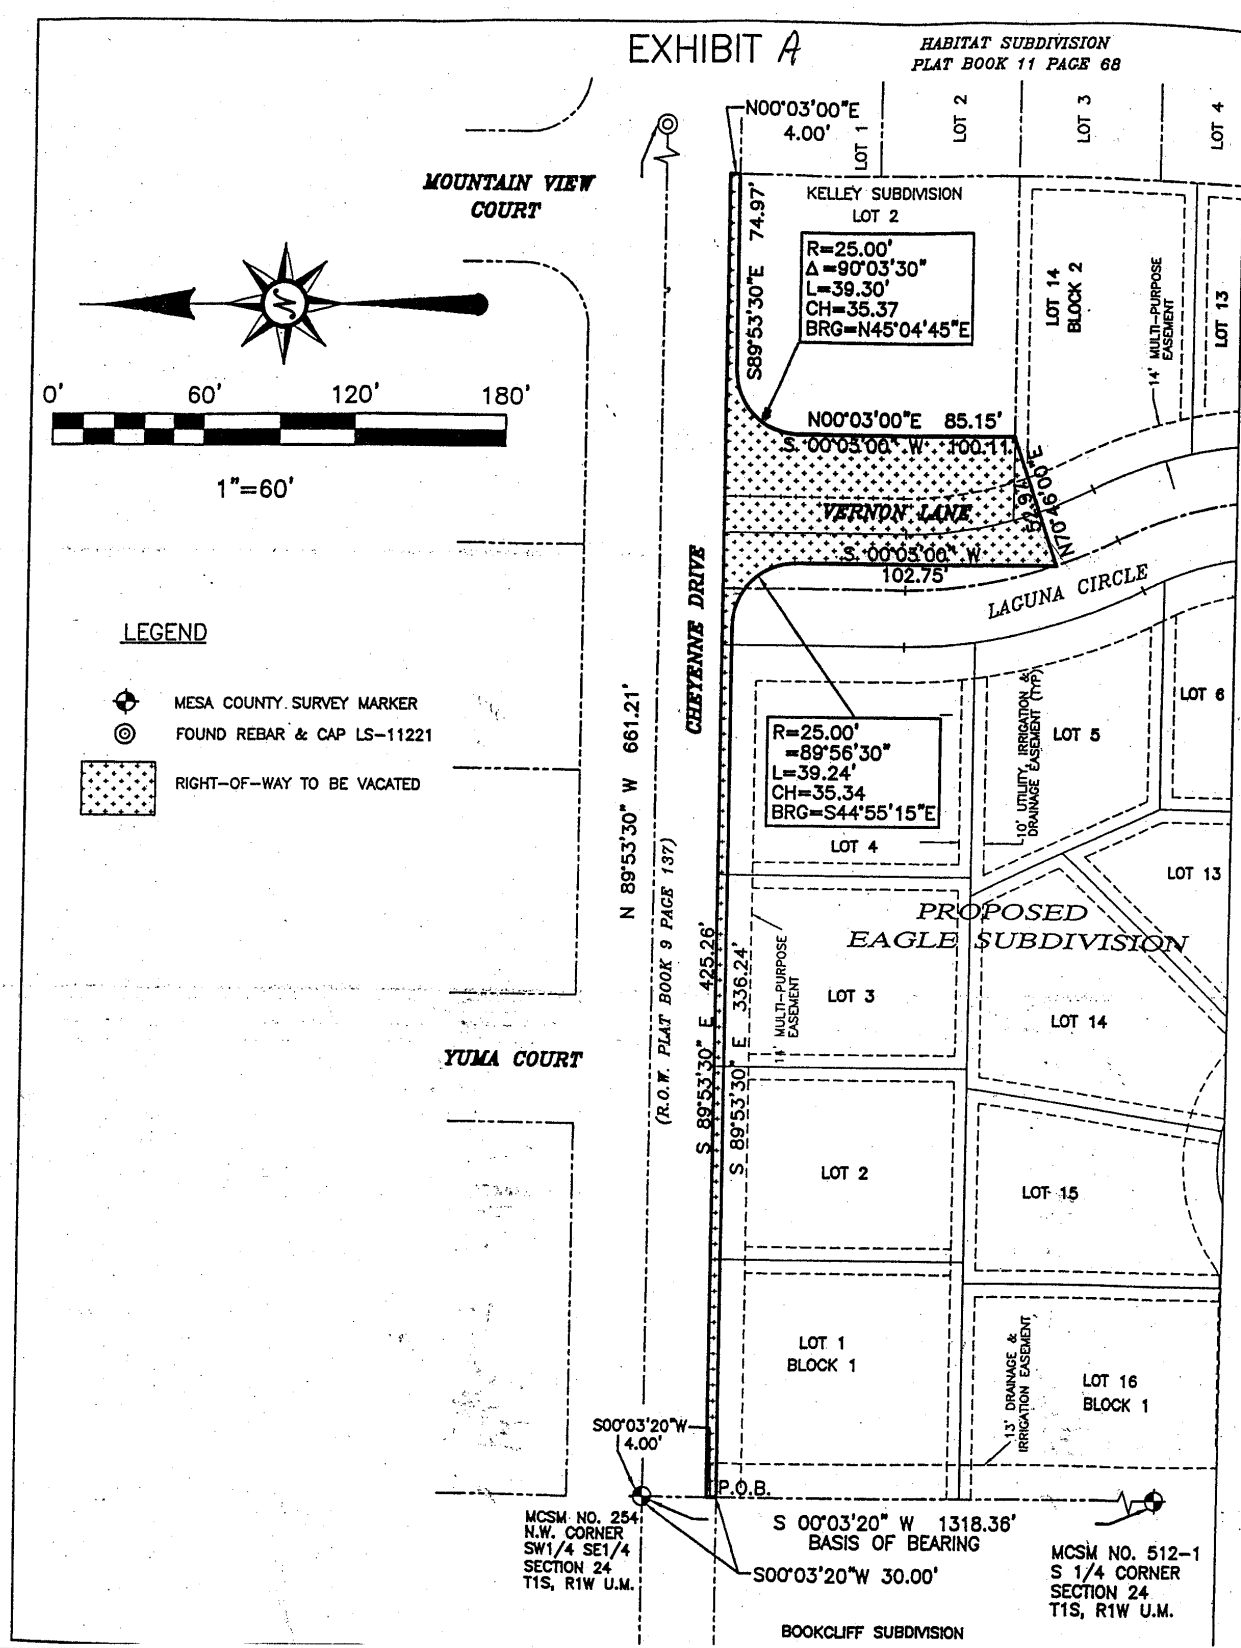 EXHIBIT A
HABITAT SUBDIVISION
PLAT BOOK 11 PAGE 68
N00°03'00"E
4.00'
LOT 1
LOT 2
LOT 3
LOT 4
MOUNTAIN VIEW
COURT
KELLEY SUBDIVISION
LOT 2
S89°53'30"E 74.97'
R=25.00'
Δ=90°03'30"
L=39.30'
CH=35.37
BRG=N45°04'45"E
LOT 14
BLOCK 2
14' MULTI-PURPOSE
EASEMENT
LOT 13
N
0' 60' 120' 180'
1"=60'
N00°03'00"E 85.15'
S 00°03'00" W 100.11'
VERNON LANE
57.94'
N70°46'00"E
S 00°03'00" W
102.75'
LAGUNA CIRCLE
CHEYENNE DRIVE
LEGEND
MESA COUNTY SURVEY MARKER
FOUND REBAR & CAP LS-11221
RIGHT-OF-WAY TO BE VACATED
N 89°53'30" W 661.21'
(R.O.W. PLAT BOOK 9 PAGE 137)
R=25.00'
=89°56'30"
L=39.24'
CH=35.34
BRG=S44°55'15"E
LOT 4
10' UTILITY, IRRIGATION &
DRAINAGE EASEMENT (TYP)
LOT 5
LOT 6
LOT 13
PROPOSED
EAGLE SUBDIVISION
S 89°53'30" E 425.26'
S 89°53'30" E 336.24'
14' MULTI-PURPOSE
EASEMENT
LOT 3
LOT 14
YUMA COURT
LOT 2
LOT 15
LOT 1
BLOCK 1
13' DRAINAGE &
IRRIGATION EASEMENT
LOT 16
BLOCK 1
S00°03'20"W
4.00'
P.O.B.
MCSM NO. 254
N.W. CORNER
SW1/4 SE1/4
SECTION 24
T1S, R1W U.M.
S 00°03'20" W 1318.36'
BASIS OF BEARING
S00°03'20"W 30.00'
MCSM NO. 512-1
S 1/4 CORNER
SECTION 24
T1S, R1W U.M.
BOOKCLIFF SUBDIVISION